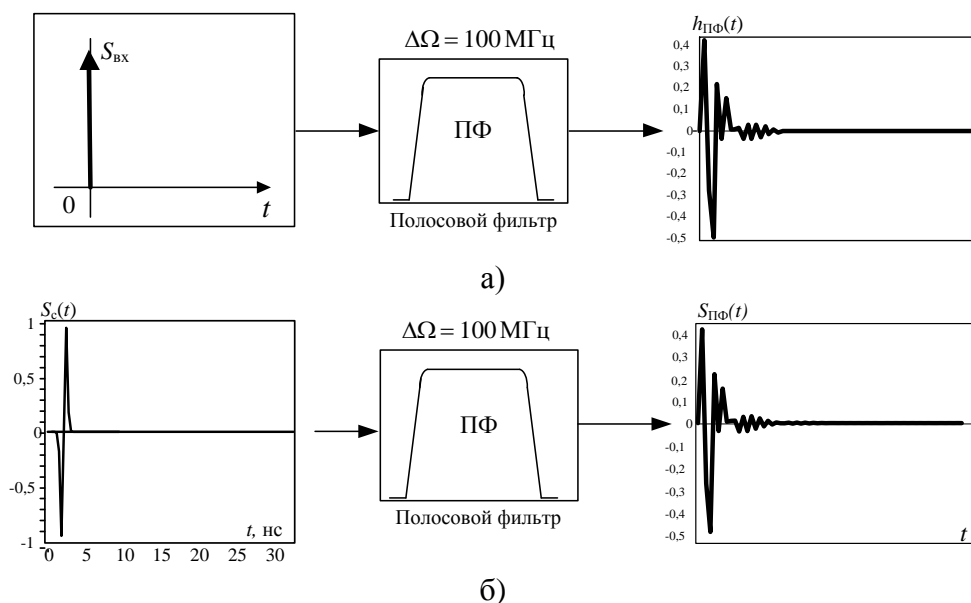 S_вх
0
t
ΔΩ = 100 МГц
ПФ
Полосовой фильтр
h_ПФ(t)
0,4
0,3
0,2
0,1
0
-0,1
-0,2
-0,3
-0,4
-0,5
а)
S_с(t)
1
0,5
0
-0,5
-1
0 5 10 15 20 25 30
t, нс
ΔΩ = 100 МГц
ПФ
Полосовой фильтр
S_ПФ(t)
0,4
0,3
0,2
0,1
0
-0,1
-0,2
-0,3
-0,4
-0,5
t
б)